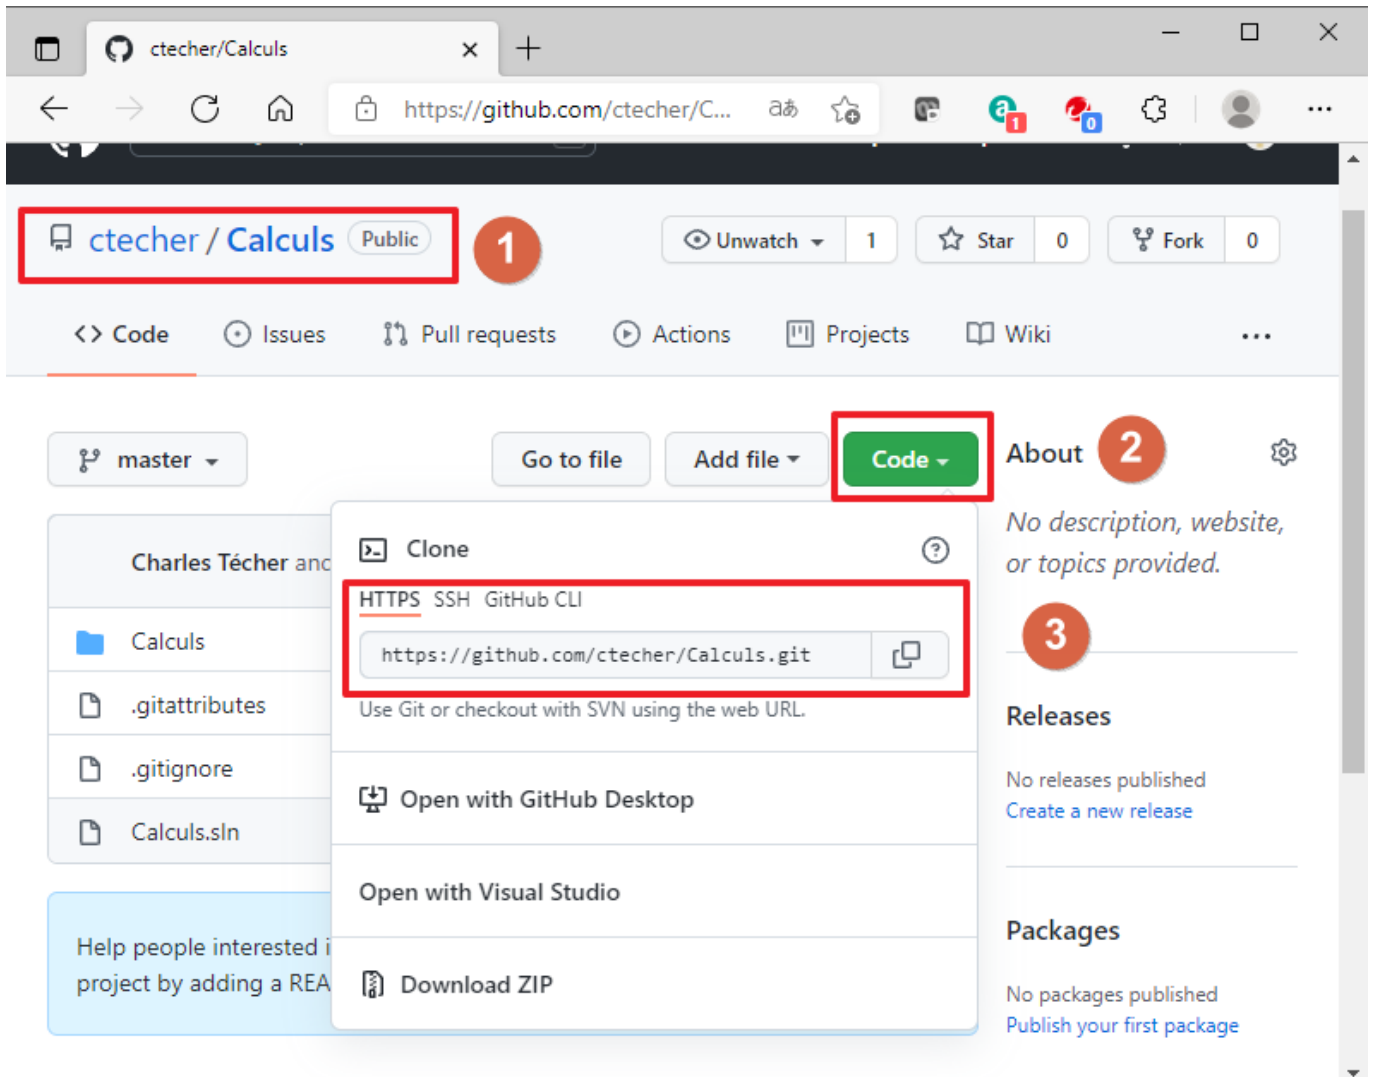 ctecher/Calculs
https://github.com/ctecher/C...
aあ
a
1
0
ctecher / Calculs Public
1
Unwatch 1
Star 0
Fork 0
Code
Issues
Pull requests
Actions
Projects
Wiki
master
Go to file
Add file
Code
About
2
No description, website,
or topics provided.
Charles Técher and
Clone
HTTPS SSH GitHub CLI
https://github.com/ctecher/Calculs.git
3
Use Git or checkout with SVN using the web URL.
Calculs
.gitattributes
.gitignore
Calculs.sln
Open with GitHub Desktop
Open with Visual Studio
Download ZIP
Releases
No releases published
Create a new release
Help people interested i
project by adding a REA
Packages
No packages published
Publish your first package